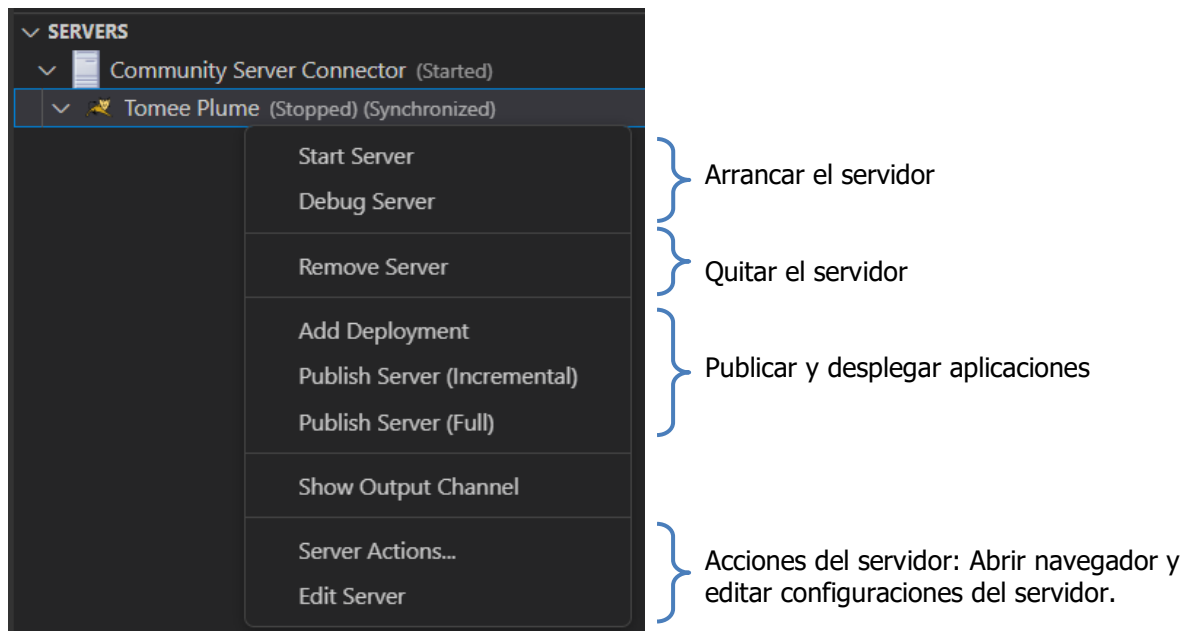 SERVERS
Community Server Connector (Started)
Tomee Plume (Stopped) (Synchronized)
Start Server
Debug Server
Arrancar el servidor
Remove Server
Quitar el servidor
Add Deployment
Publish Server (Incremental)
Publish Server (Full)
Publicar y desplegar aplicaciones
Show Output Channel
Server Actions...
Edit Server
Acciones del servidor: Abrir navegador y
editar configuraciones del servidor.